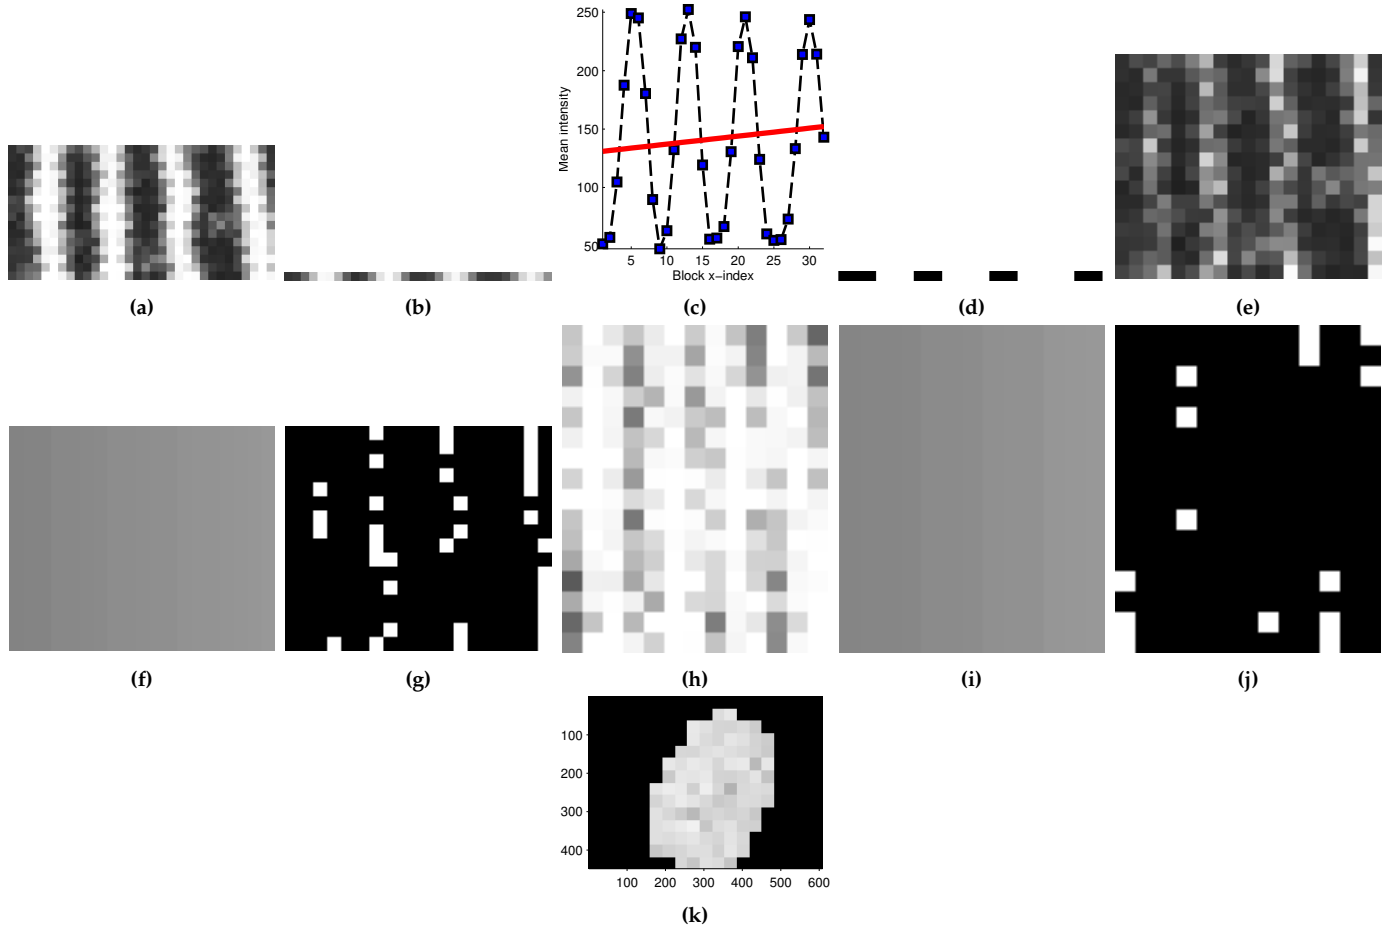 250
200
150
100
50
Mean intensity
5 10 15 20 25 30
Block x-index
(a) (b) (c) (d) (e)
(f) (g) (h) (i) (j)
100
200
300
400
100 200 300 400 500 600
(k)